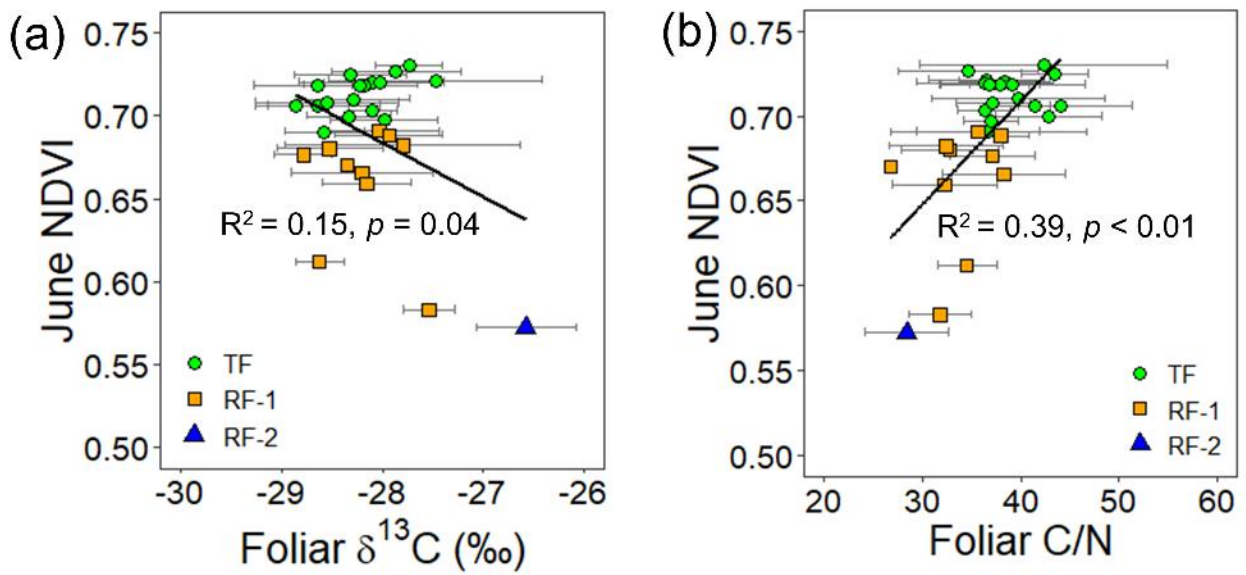 (a)
0.75
0.70
0.65
0.60
0.55
0.50
June NDVI
R² = 0.15, p = 0.04
TF
RF-1
RF-2
-30 -29 -28 -27 -26
Foliar δ¹³C (‰)
(b)
0.75
0.70
0.65
0.60
0.55
0.50
June NDVI
R² = 0.39, p < 0.01
TF
RF-1
RF-2
20 30 40 50 60
Foliar C/N